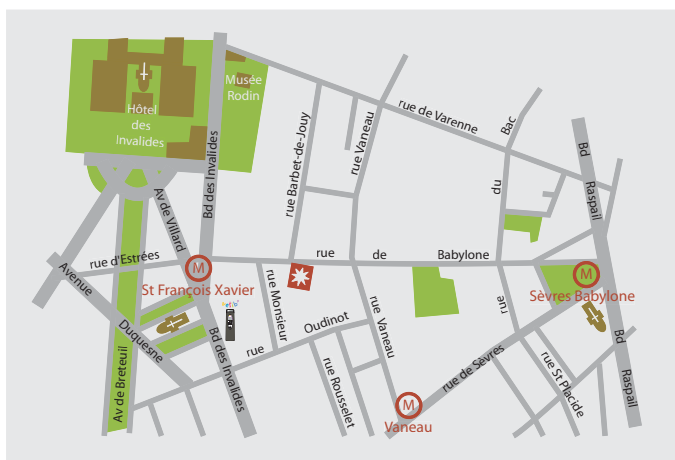 Musée
Rodin
Hôtel
des
Invalides
rue de Varenne
Bac
du
Bd
Raspail
rue Barbet-de-Jouy
rue Vaneau
Bd des Invalides
Av de Villard
rue d'Estrées
Avenue
Duquesne
M
St François Xavier
rue de Babylone
M
Sèvres Babylone
rue
rue Monsieur
rue Oudinot
rue Vaneau
Bd des Invalides
Av de Breteuil
rue Rousselet
M
Vaneau
rue de Sèvres
rue St Placide
Bd
Raspail